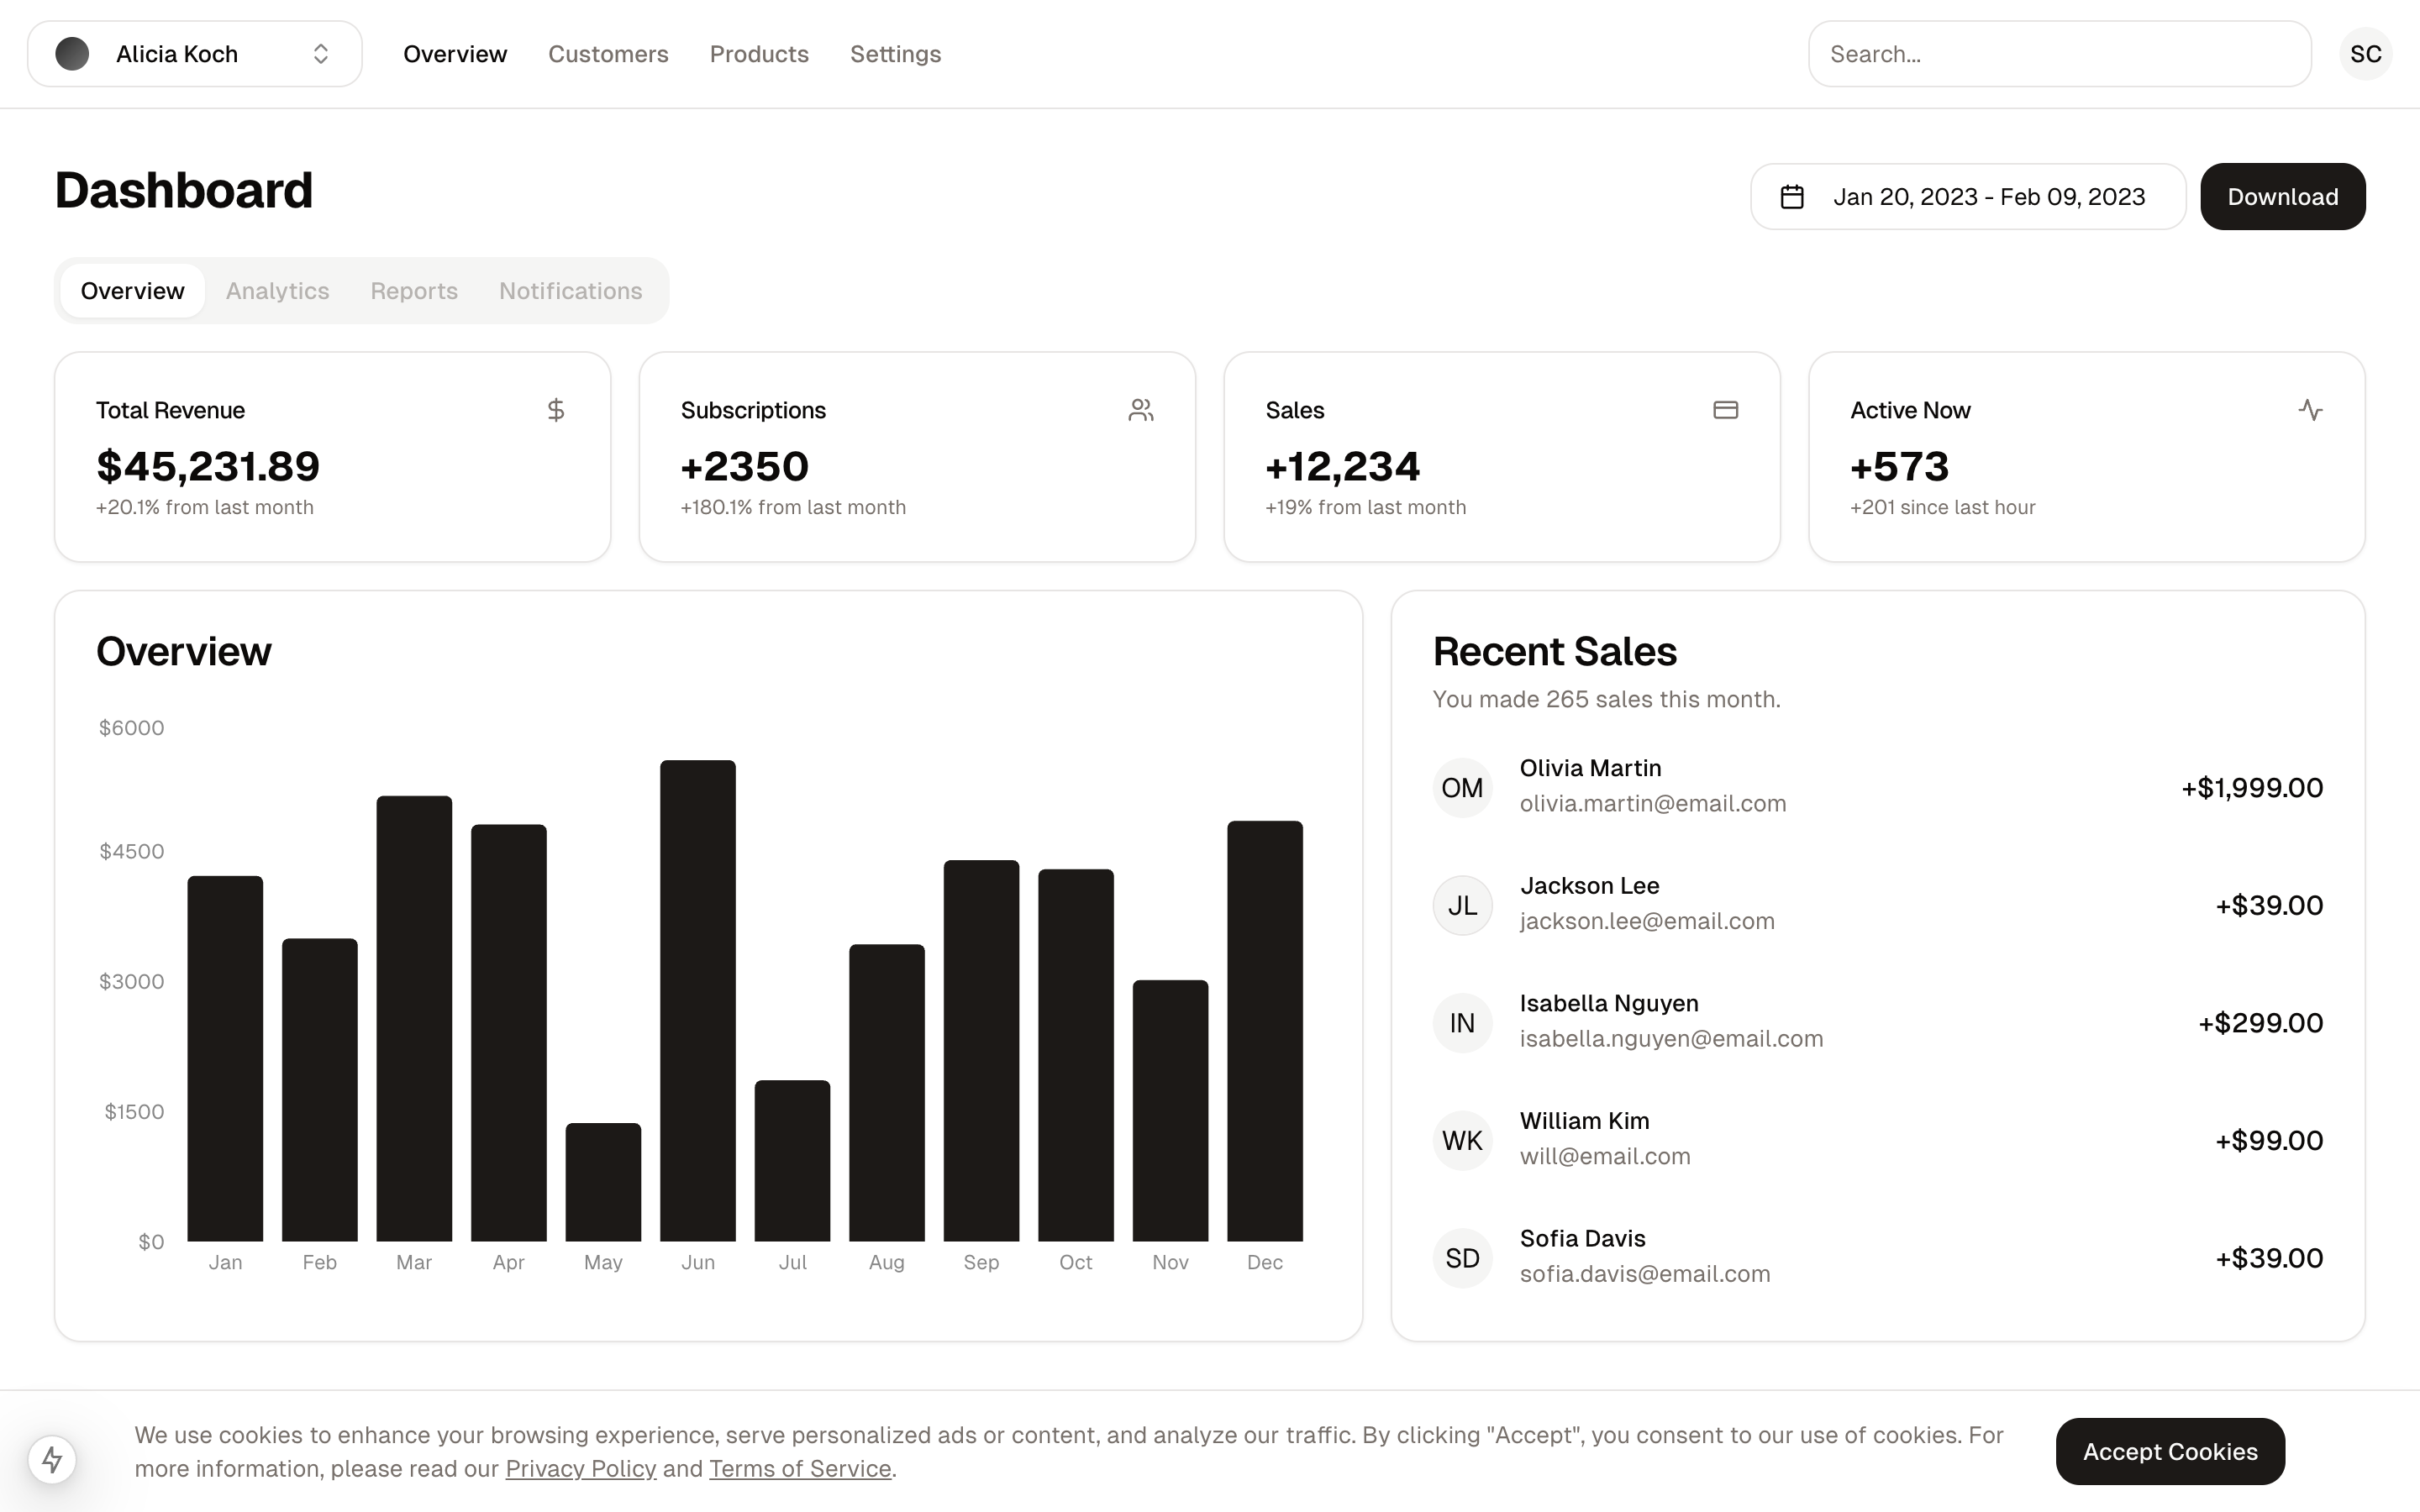 Alicia Koch
Overview
Customers
Products
Settings
Search...
SC
Dashboard
Jan 20, 2023 - Feb 09, 2023
Download
Overview
Analytics
Reports
Notifications
Total Revenue
$45,231.89
+20.1% from last month
Subscriptions
+2350
+180.1% from last month
Sales
+12,234
+19% from last month
Active Now
+573
+201 since last hour
Overview
$6000
$4500
$3000
$1500
$0
Jan
Feb
Mar
Apr
May
Jun
Jul
Aug
Sep
Oct
Nov
Dec
Recent Sales
You made 265 sales this month.
OM
Olivia Martin
olivia.martin@email.com
+$1,999.00
JL
Jackson Lee
jackson.lee@email.com
+$39.00
IN
Isabella Nguyen
isabella.nguyen@email.com
+$299.00
WK
William Kim
will@email.com
+$99.00
SD
Sofia Davis
sofia.davis@email.com
+$39.00
We use cookies to enhance your browsing experience, serve personalized ads or content, and analyze our traffic. By clicking "Accept", you consent to our use of cookies. For
more information, please read our Privacy Policy and Terms of Service.
Accept Cookies